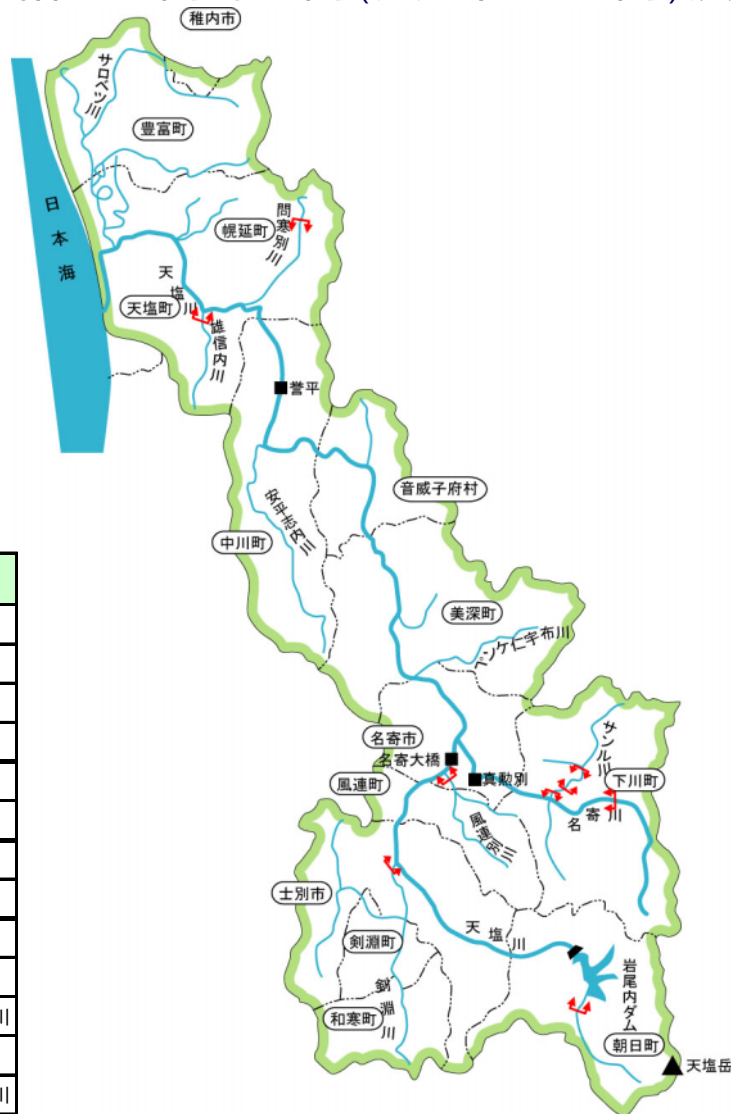 稚内市
サロベツ川
豊富町
日本海
問寒別川
幌延町
天塩川
天塩町
雄信内川
誉平
音威子府村
安平志内川
中川町
美深町
ペンケ仁宇布川
名寄市
名寄大橋
サンル川
真勲別
下川町
風連町
名寄川
風連別川
士別市
天塩川
剣淵町
岩尾内ダム
剣淵川
和寒町
朝日町
天塩岳
川
川